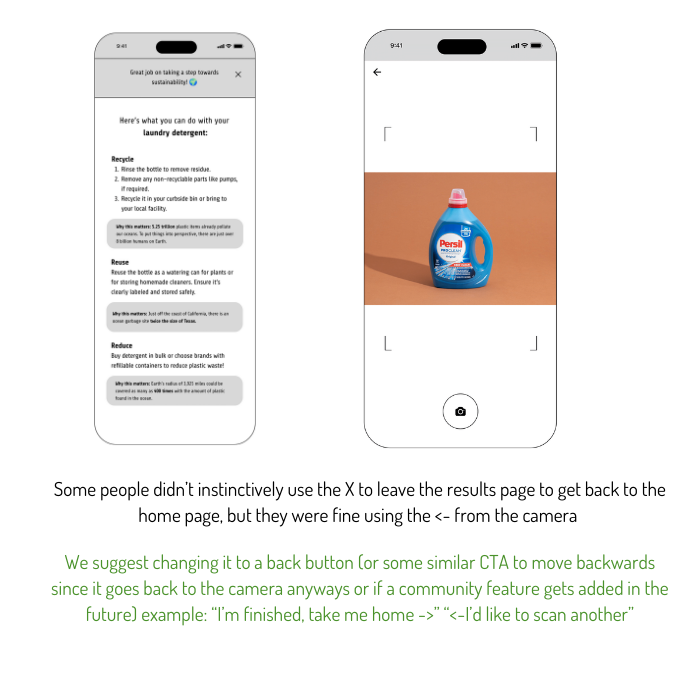 9:41
Great job on taking a step towards
sustainability! 🌍
Here's what you can do with your
laundry detergent:
Recycle
1. Rinse the bottle to remove residue.
2. Remove any non-recyclable parts like pumps,
if required.
3. Recycle it in your curbside bin or bring to
your local facility.
Why this matters: 5.25 trillion plastic items already pollute
our oceans. To put things into perspective, there are just over
8 billion humans on Earth.
Reuse
Reuse the bottle as a watering can for plants or
for storing homemade cleaners. Ensure it's
clearly labeled and stored safely.
Why this matters: Just off the coast of California, there is an
ocean garbage site twice the size of Texas.
Reduce
Buy detergent in bulk or choose brands with
refillable containers to reduce plastic waste!
Why this matters: Earth's radius of 3,921 miles could be
covered as many as 400 times with the amount of plastic
found in the ocean.
9:41
Persil
PROCLEAN
Some people didn't instinctively use the X to leave the results page to get back to the
home page, but they were fine using the <- from the camera
We suggest changing it to a back button (or some similar CTA to move backwards
since it goes back to the camera anyways or if a community feature gets added in the
future) example: "I'm finished, take me home ->" "<-I'd like to scan another"